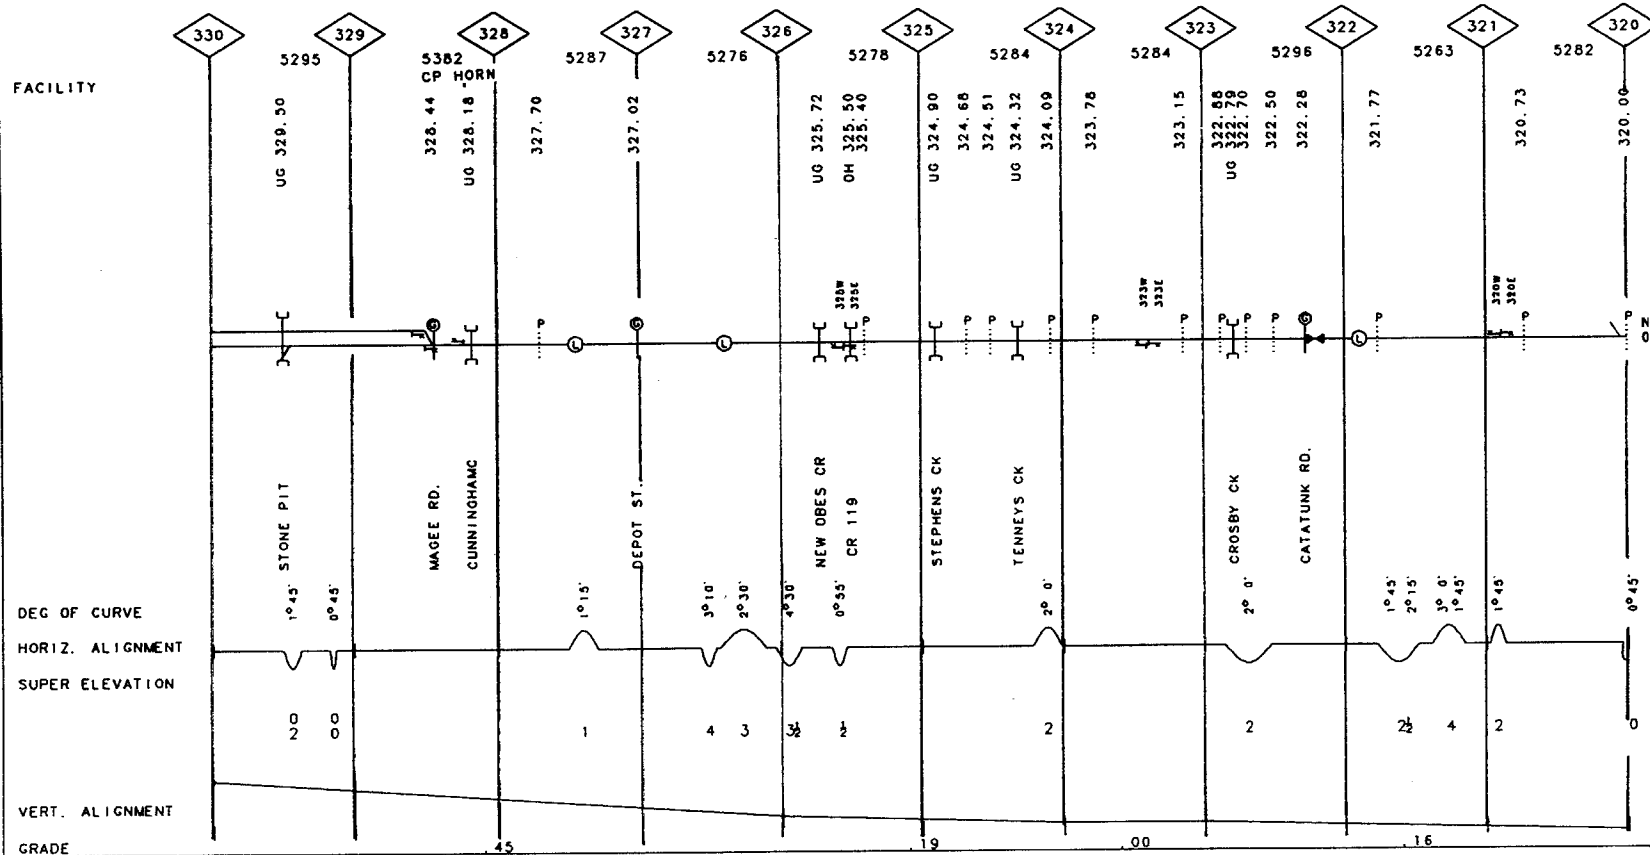 330 329 328 327 326 325 324 323 322 321 320
5295 5382 5287 5276 5278 5284 5284 5296 5263 5282
CP HORN
FACILITY
UG 329.50
328.44
UG 328.18
327.70
327.02
UG 325.72
OH 325.50
325.40
UG 324.90
324.68
324.51
UG 324.32
324.09
323.78
323.15
322.88
UG 322.79
322.70
322.50
322.28
321.77
320.73
320.00
325E
323W
323E
320W
320E
G P L G L P P P P P P P P P G L P P P N
O
STONE PIT
MAGEE RD.
CUNNINGHAMC
DEPOT ST.
NEW OBES CR
CR 119
STEPHENS CK
TENNEYS CK
CROSBY CK
CATATUNK RD.
DEG OF CURVE
1°45' 0°45' 1°15' 3°10' 2°30' 4°30' 0°55' 2° 0' 2° 0' 1°45' 2°15' 3° 0' 1°45' 1°45' 0°45'
HORIZ. ALIGNMENT
SUPER ELEVATION
0 0
2 0 1 4 3 3½ ½ 2 2 2½ 4 2 0
VERT. ALIGNMENT
GRADE .45 .19 .00 .16